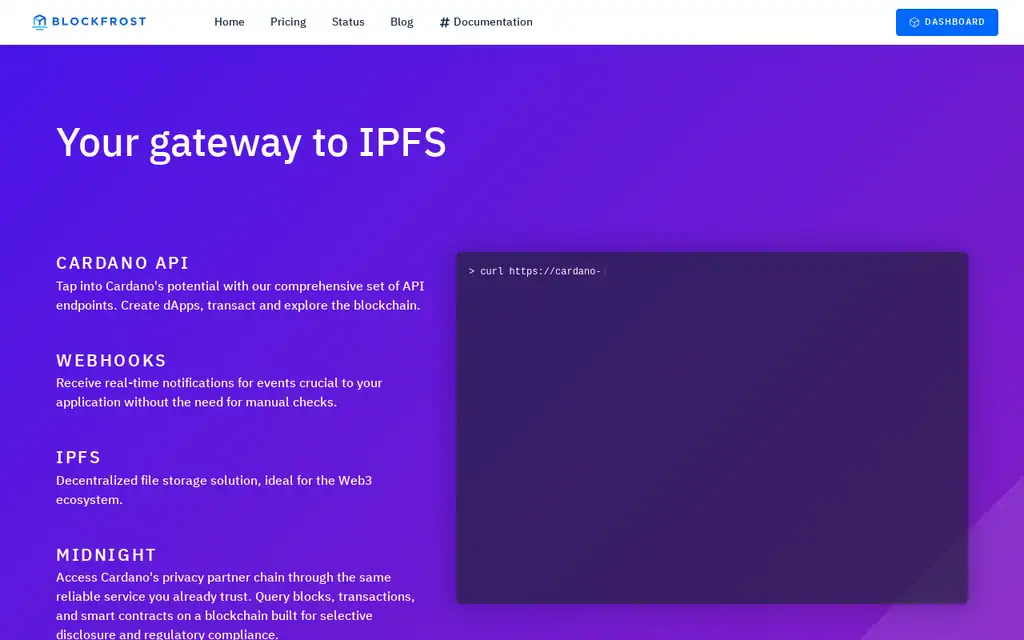 BLOCKFROST
Home Pricing Status Blog # Documentation
DASHBOARD
Your gateway to IPFS
CARDANO API
Tap into Cardano's potential with our comprehensive set of API
endpoints. Create dApps, transact and explore the blockchain.
WEBHOOKS
Receive real-time notifications for events crucial to your
application without the need for manual checks.
IPFS
Decentralized file storage solution, ideal for the Web3
ecosystem.
MIDNIGHT
Access Cardano's privacy partner chain through the same
reliable service you already trust. Query blocks, transactions,
and smart contracts on a blockchain built for selective
disclosure and regulatory compliance.
> curl https://cardano-